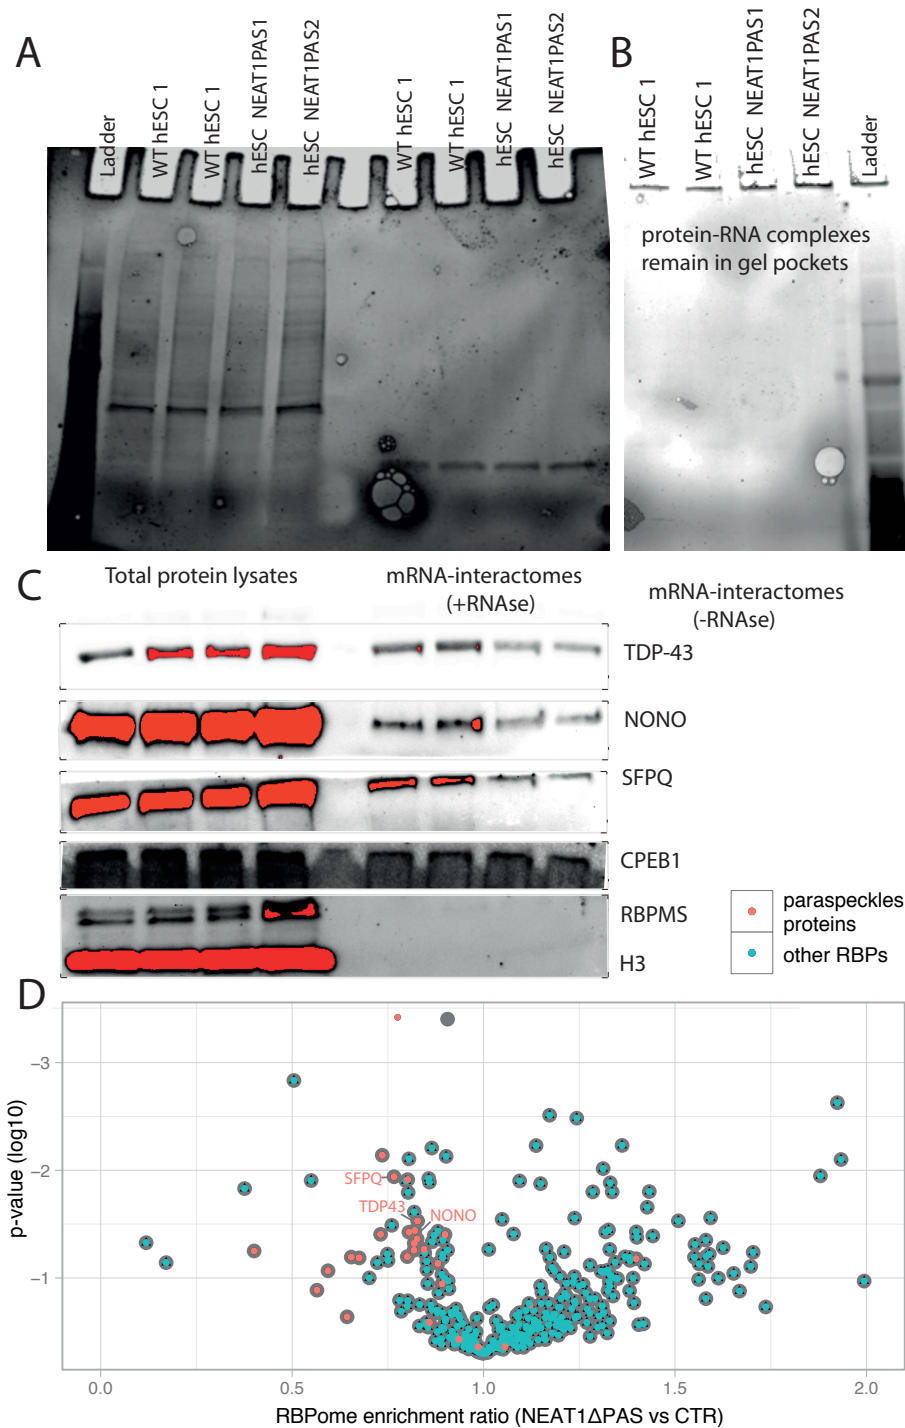 A
Ladder
WT hESC 1
WT hESC 1
hESC NEAT1PAS1
hESC NEAT1PAS2
WT hESC 1
WT hESC 1
hESC NEAT1PAS1
hESC NEAT1PAS2
B
WT hESC 1
WT hESC 1
hESC NEAT1PAS1
hESC NEAT1PAS2
Ladder
protein-RNA complexes
remain in gel pockets
C
Total protein lysates
mRNA-interactomes
(+RNAse)
mRNA-interactomes
(-RNAse)
TDP-43
NONO
SFPQ
CPEB1
RBPMS
H3
paraspeckles
proteins
other RBPs
D
p-value (log10)
−3
−2
−1
SFPQ
TDP43
NONO
0.0
0.5
1.0
1.5
2.0
RBPome enrichment ratio (NEAT1ΔPAS vs CTR)